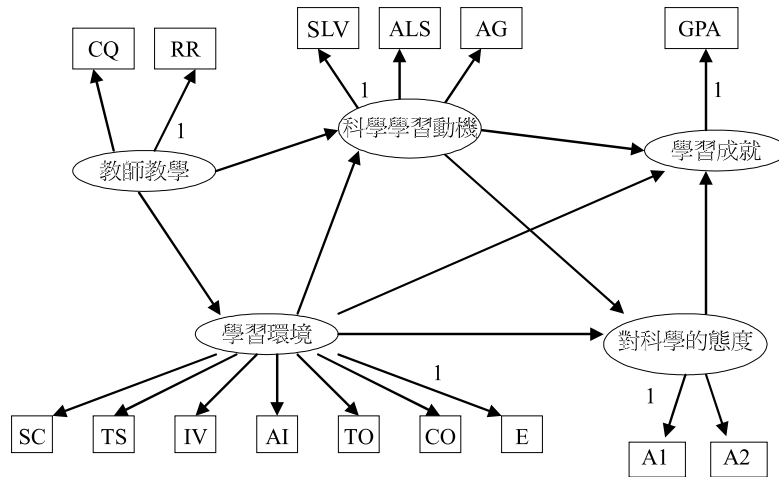 SLV ALS AG GPA
CQ RR
1 1
1
科學學習動機
教師教學
學習成就
學習環境
對科學的態度
1
1
SC TS IV AI TO CO E
A1 A2